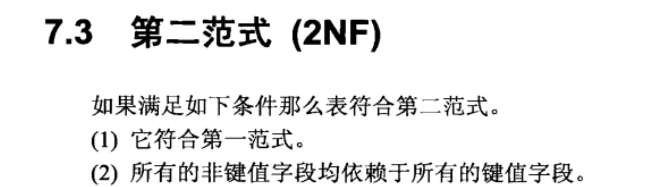 7.3 第二范式 (2NF)
如果满足如下条件那么表符合第二范式。
(1) 它符合第一范式。
(2) 所有的非键值字段均依赖于所有的键值字段。